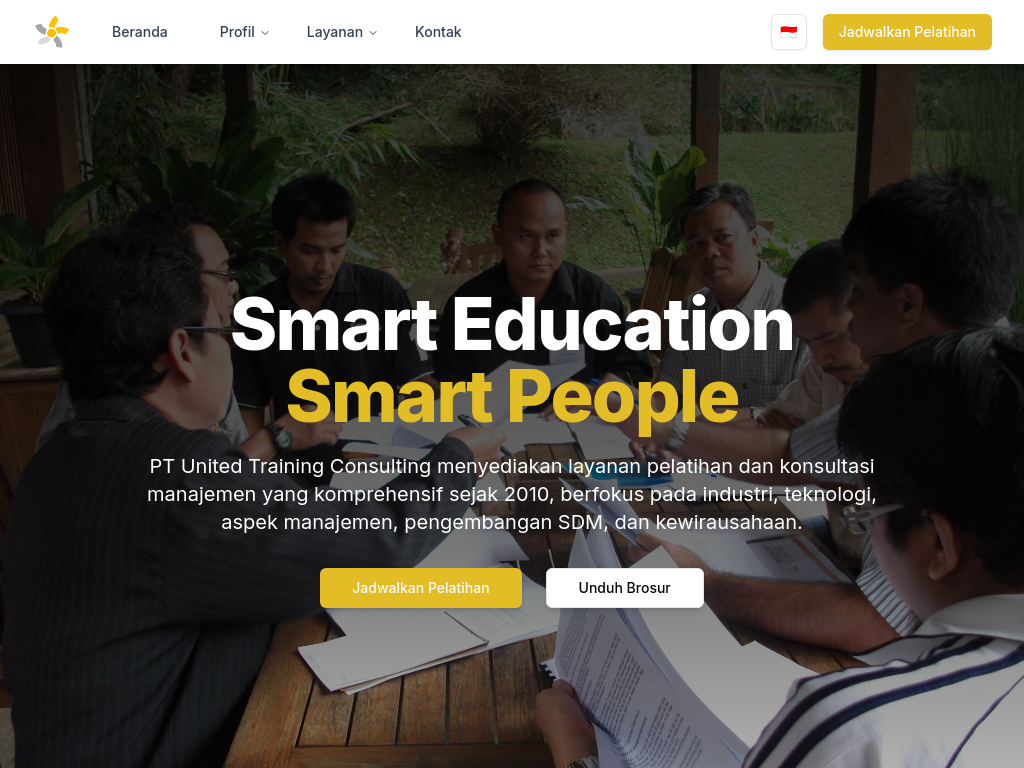 Beranda
Profil
Layanan
Kontak
Jadwalkan Pelatihan
Smart Education
Smart People
PT United Training Consulting menyediakan layanan pelatihan dan konsultasi
manajemen yang komprehensif sejak 2010, berfokus pada industri, teknologi,
aspek manajemen, pengembangan SDM, dan kewirausahaan.
Jadwalkan Pelatihan
Unduh Brosur